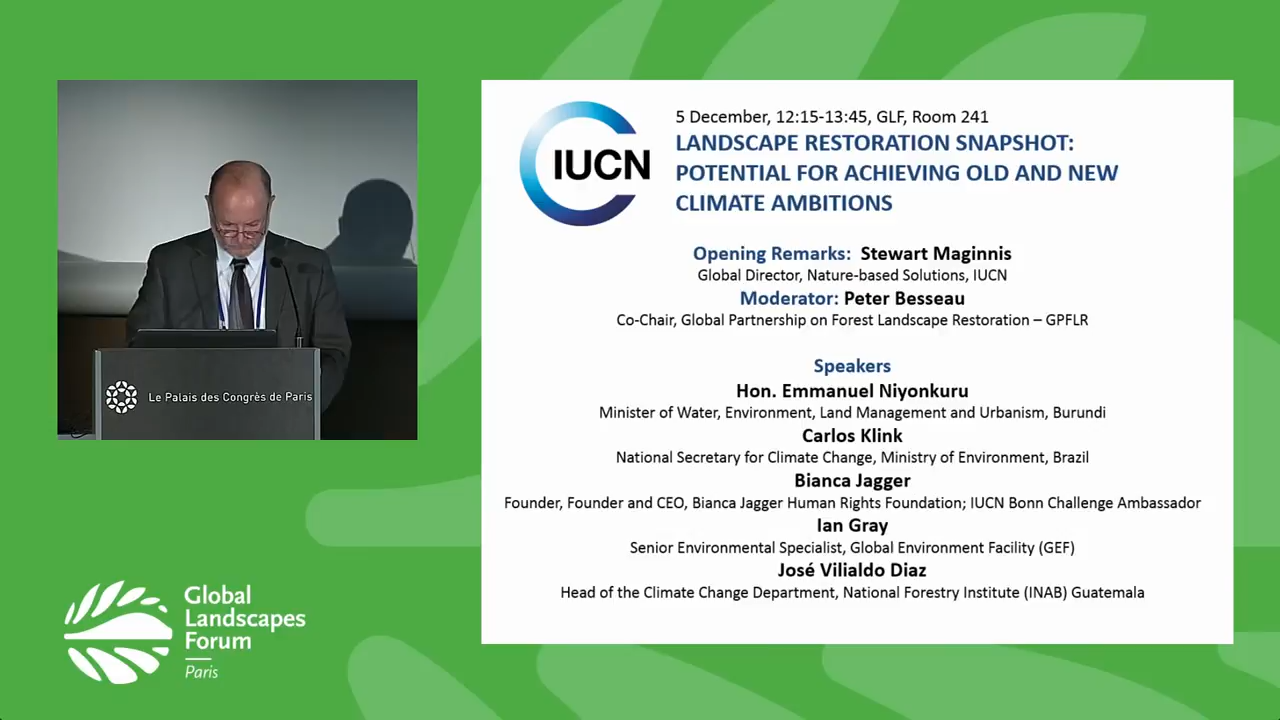 5 December, 12:15-13:45, GLF, Room 241
IUCN
LANDSCAPE RESTORATION SNAPSHOT:
POTENTIAL FOR ACHIEVING OLD AND NEW
CLIMATE AMBITIONS
Opening Remarks: Stewart Maginnis
Global Director, Nature-based Solutions, IUCN
Moderator: Peter Besseau
Co-Chair, Global Partnership on Forest Landscape Restoration – GPFLR
Speakers
Hon. Emmanuel Niyonkuru
Minister of Water, Environment, Land Management and Urbanism, Burundi
Carlos Klink
National Secretary for Climate Change, Ministry of Environment, Brazil
Bianca Jagger
Founder, Founder and CEO, Bianca Jagger Human Rights Foundation; IUCN Bonn Challenge Ambassador
Ian Gray
Senior Environmental Specialist, Global Environment Facility (GEF)
José Vilialdo Diaz
Head of the Climate Change Department, National Forestry Institute (INAB) Guatemala
Le Palais des Congrès de Paris
Global
Landscapes
Forum
Paris